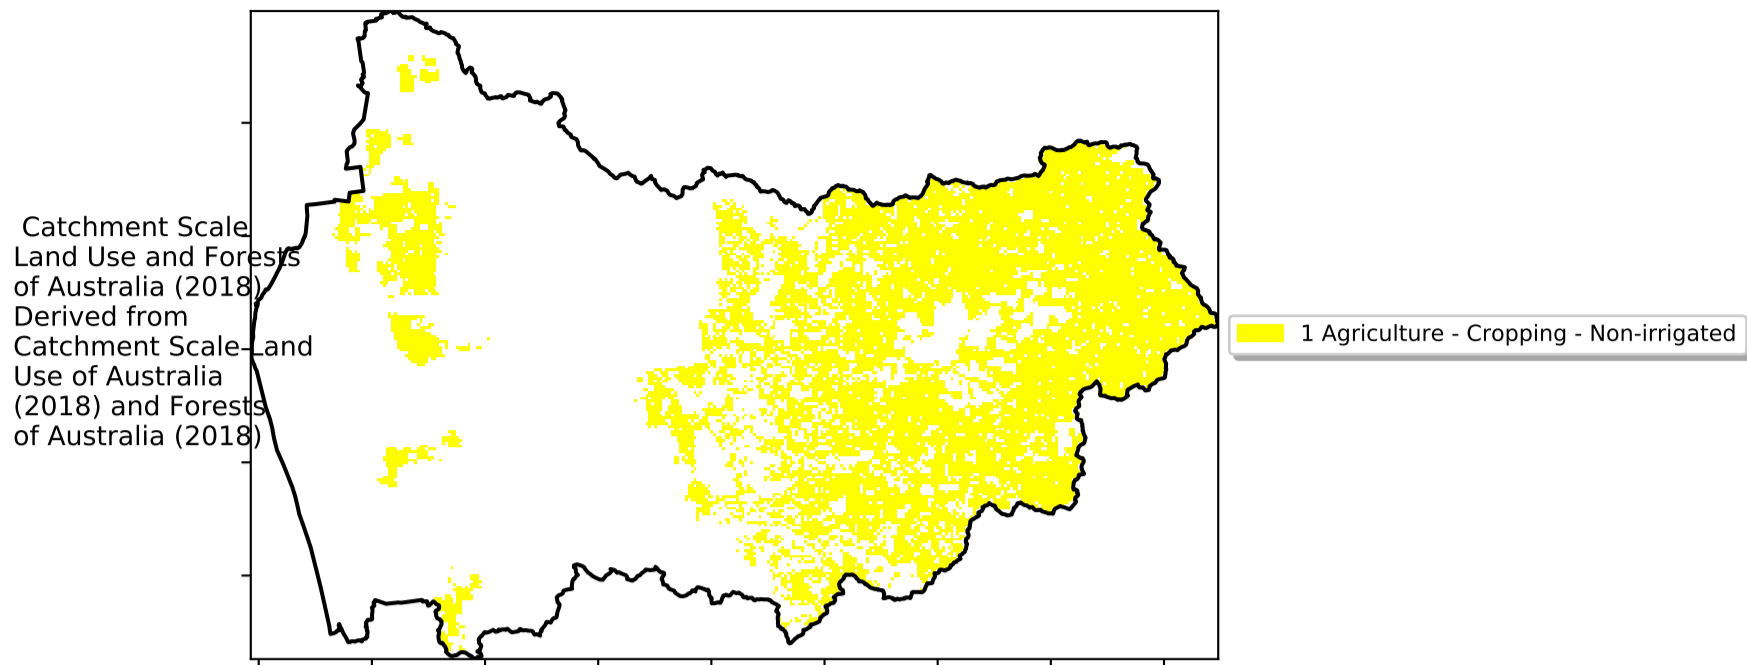 Catchment Scale
Land Use and Forests
of Australia (2018)
Derived from
Catchment Scale Land
Use of Australia
(2018) and Forests
of Australia (2018)
1 Agriculture - Cropping - Non-irrigated